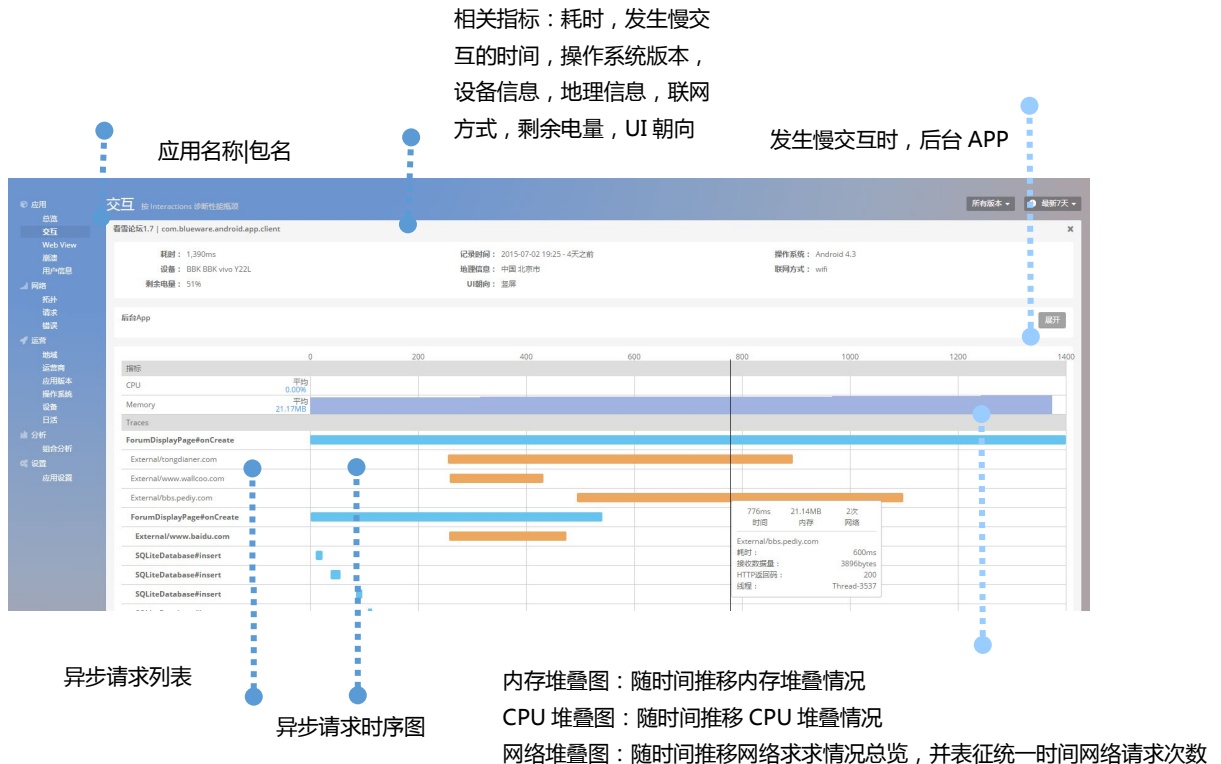 相关指标：耗时，发生慢交
互的时间，操作系统版本，
设备信息，地理信息，联网
方式，剩余电量，UI 朝向
应用名称|包名
发生慢交互时，后台 APP
应用
总览
交互
Web View
崩溃
用户信息
网络
拓扑
请求
错误
运营
地域
运营商
应用版本
操作系统
设备
日活
分析
组合分析
设置
应用设置
交互 按 Interactions 诊断性能瓶颈
所有版本
最新7天
看雪论坛1.7 | com.blueware.android.app.client
耗时： 1,390ms
记录时间： 2015-07-02 19:25 - 4天之前
操作系统： Android 4.3
设备： BBK BBK vivo Y22L
地理信息： 中国 北京市
联网方式： wifi
剩余电量： 51%
UI朝向： 竖屏
后台App
展开
0 200 400 600 800 1000 1200 1400
指标
CPU 平均
0.00%
Memory 平均
21.17MB
Traces
ForumDisplayPage#onCreate
External/tongdianer.com
External/www.wallcoo.com
External/bbs.pediy.com
ForumDisplayPage#onCreate
External/www.baidu.com
SQLiteDatabase#insert
SQLiteDatabase#insert
SQLiteDatabase#insert
776ms 21.14MB 2次
时间 内存 网络
External/bbs.pediy.com
耗时： 600ms
接收数据量： 3896bytes
HTTP返回码： 200
线程： Thread-3537
异步请求列表
异步请求时序图
内存堆叠图：随时间推移内存堆叠情况
CPU 堆叠图：随时间推移 CPU 堆叠情况
网络堆叠图：随时间推移网络求求情况总览，并表征统一时间网络请求次数